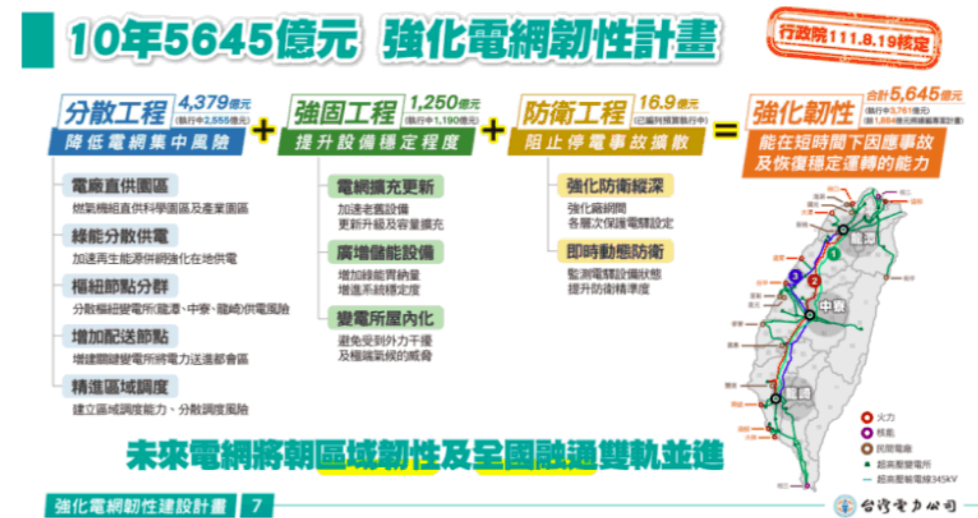 10年5645億元 強化電網韌性計畫
行政院111.8.19核定
分散工程 4,379億元
(執行中2,555億元)
降低電網集中風險
+
強固工程 1,250億元
(執行中1,190億元)
提升設備穩定程度
+
防衛工程 16.9億元
(已編列預算執行中)
阻止停電事故擴散
=
強化韌性 合計5,645億元
(執行中3,761億元)
能在短時間下因應事故
及恢復穩定運轉的能力
電廠直供園區
燃氣機組直供科學園區及產業園區
綠能分散供電
加速再生能源併網強化在地供電
樞紐節點分群
分散樞紐變電所(龍潭、中寮、龍崎)供電風險
增加配送節點
增建關鍵變電所將電力送進都會區
精進區域調度
建立區域調度能力、分散調度風險
電網擴充更新
加速老舊設備
更新升級及容量擴充
廣增儲能設備
增加綠能胃納量
增進系統穩定度
變電所屋內化
避免受到外力干擾
及極端氣候的威脅
強化防衛縱深
強化廠網間
各層次保護電驛設定
即時動態防衛
監測電驛設備狀態
提升防衛精準度
龍潭
1
2
3
中寮
龍崎
火力
核能
民間電廠
超高壓變電所
超高壓輸電線345kV
未來電網將朝區域韌性及全國融通雙軌並進
強化電網韌性建設計畫 7
台灣電力公司